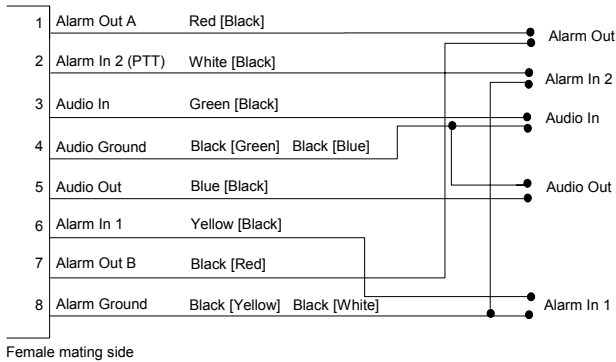 1 Alarm Out A Red [Black]
Alarm Out
2 Alarm In 2 (PTT) White [Black]
Alarm In 2
3 Audio In Green [Black]
Audio In
4 Audio Ground Black [Green] Black [Blue]
5 Audio Out Blue [Black]
Audio Out
6 Alarm In 1 Yellow [Black]
7 Alarm Out B Black [Red]
8 Alarm Ground Black [Yellow] Black [White]
Alarm In 1
Female mating side